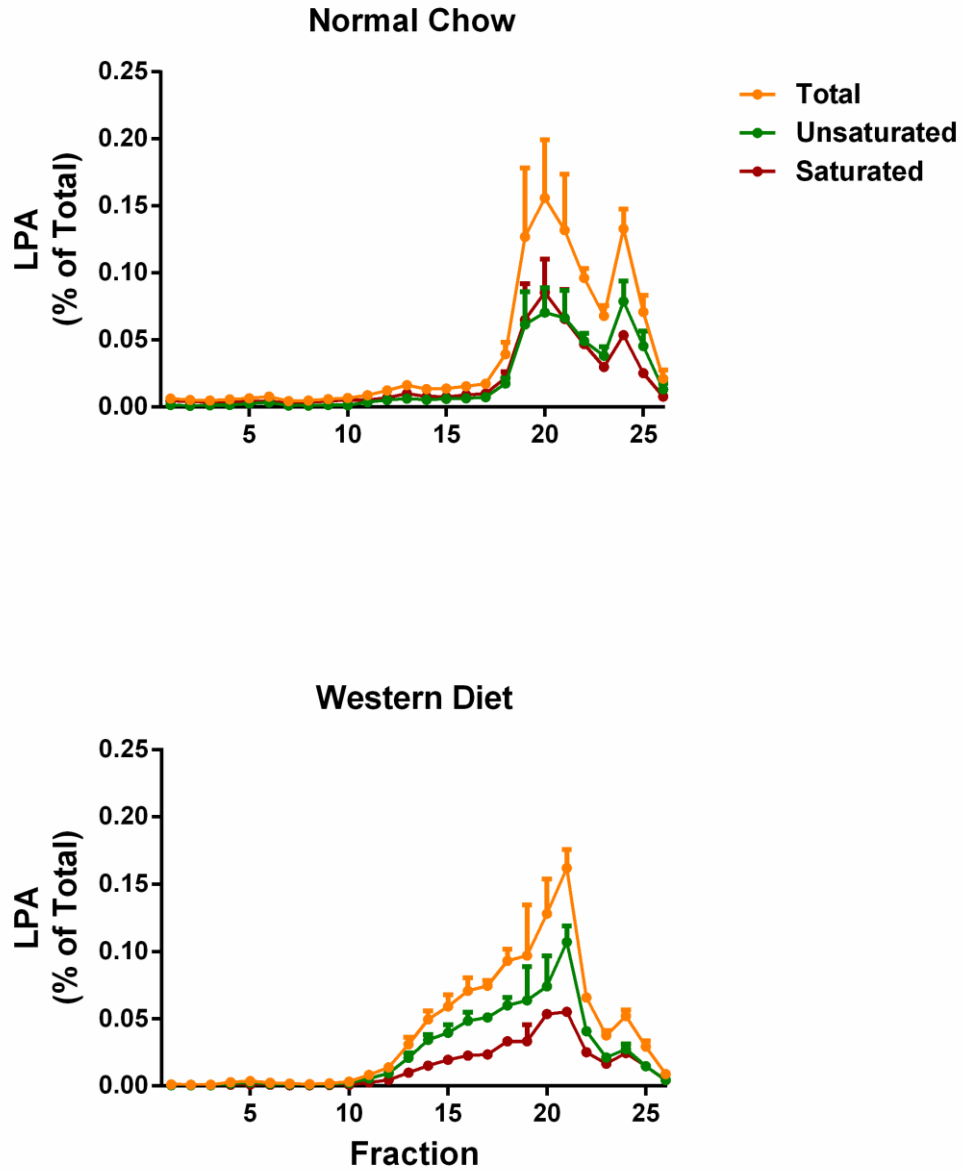 Normal Chow
0.25
0.20
0.15
0.10
0.05
0.00
LPA
(% of Total)
5
10
15
20
25
Total
Unsaturated
Saturated
Western Diet
0.25
0.20
0.15
0.10
0.05
0.00
LPA
(% of Total)
5
10
15
20
25
Fraction